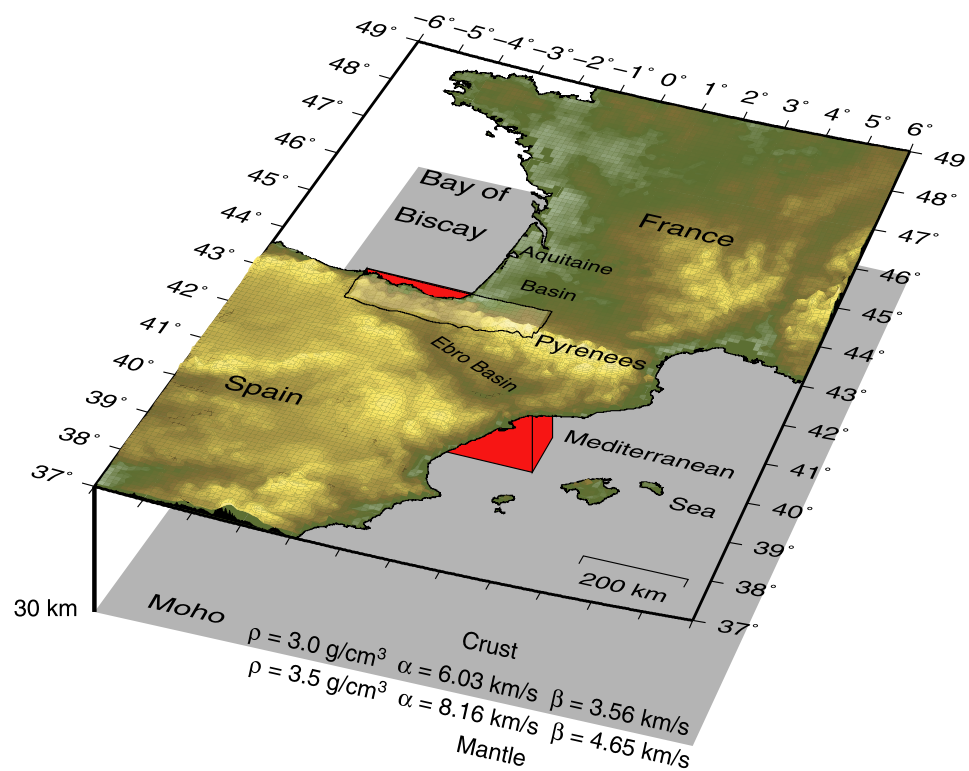 −6° −5° −4° −3° −2° −1° 0° 1° 2° 3° 4° 5° 6°
49°
48°
47°
46°
45°
44°
43°
42°
41°
40°
39°
38°
37°
49
48°
47°
46°
45°
44°
43°
42°
41°
40°
39°
38°
37°
Bay of
Biscay
France
Aquitaine
Basin
Pyrenees
Ebro Basin
Spain
Mediterranean
Sea
200 km
30 km
Moho
Crust
ρ = 3.0 g/cm³ α = 6.03 km/s β = 3.56 km/s
ρ = 3.5 g/cm³ α = 8.16 km/s β = 4.65 km/s
Mantle